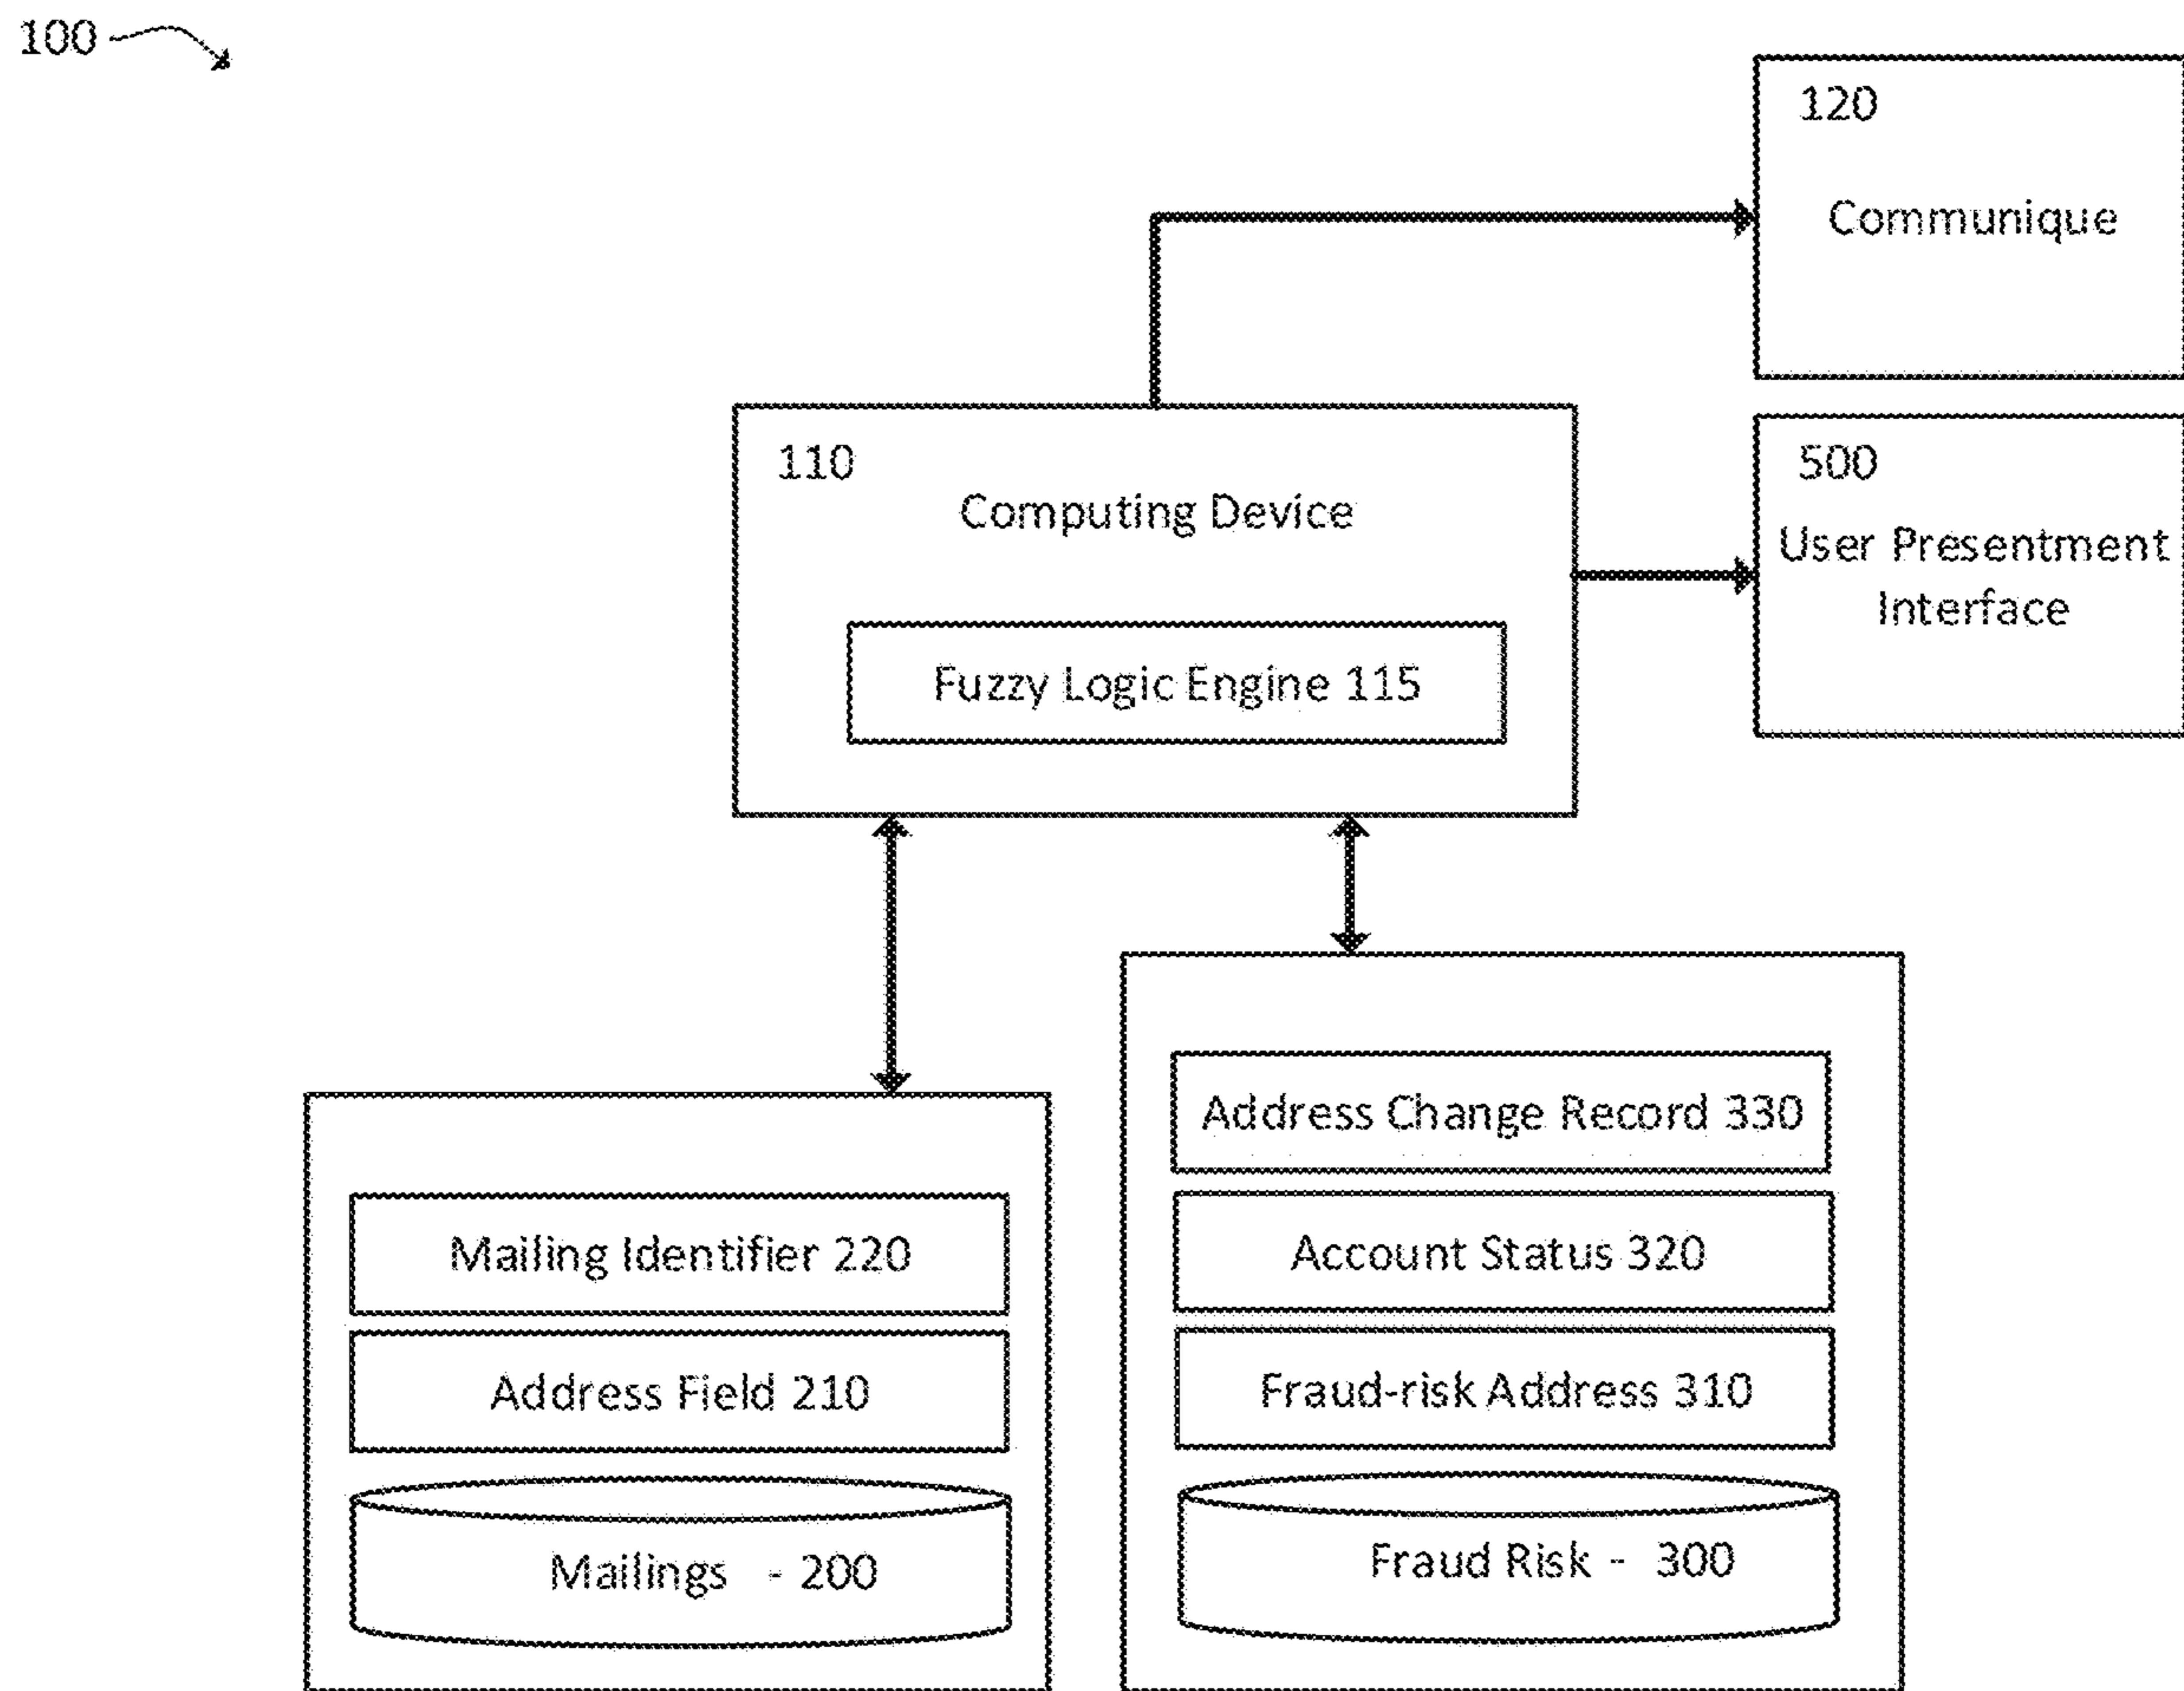 100
120
Communique
110
Computing Device
Fuzzy Logic Engine 115
500
User Presentment
Interface
Mailing Identifier 220
Address Field 210
Mailings - 200
Address Change Record 330
Account Status 320
Fraud-risk Address 310
Fraud Risk - 300